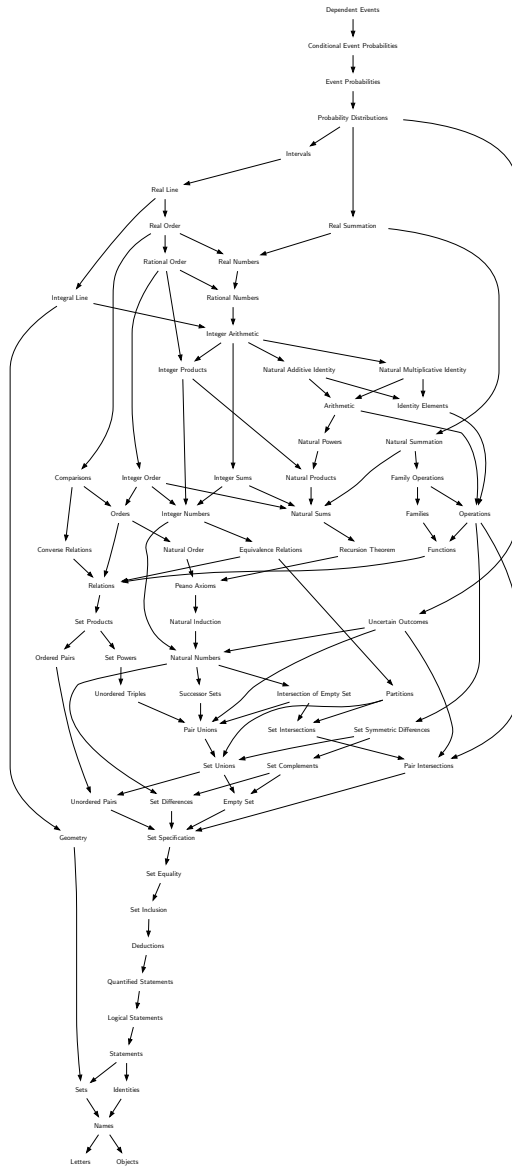 Dependent Events
Conditional Event Probabilities
Event Probabilities
Probability Distributions
Intervals
Real Line
Real Order
Real Summation
Rational Order
Real Numbers
Integral Line
Rational Numbers
Integer Arithmetic
Integer Products
Natural Additive Identity
Natural Multiplicative Identity
Arithmetic
Identity Elements
Natural Powers
Natural Summation
Comparisons
Integer Order
Integer Sums
Natural Products
Family Operations
Orders
Integer Numbers
Natural Sums
Families
Operations
Converse Relations
Natural Order
Equivalence Relations
Recursion Theorem
Functions
Relations
Peano Axioms
Set Products
Natural Induction
Uncertain Outcomes
Ordered Pairs
Set Powers
Natural Numbers
Unordered Triples
Successor Sets
Intersection of Empty Set
Partitions
Pair Unions
Set Intersections
Set Symmetric Differences
Set Unions
Set Complements
Pair Intersections
Unordered Pairs
Set Differences
Empty Set
Geometry
Set Specification
Set Equality
Set Inclusion
Deductions
Quantified Statements
Logical Statements
Statements
Sets
Identities
Names
Letters
Objects